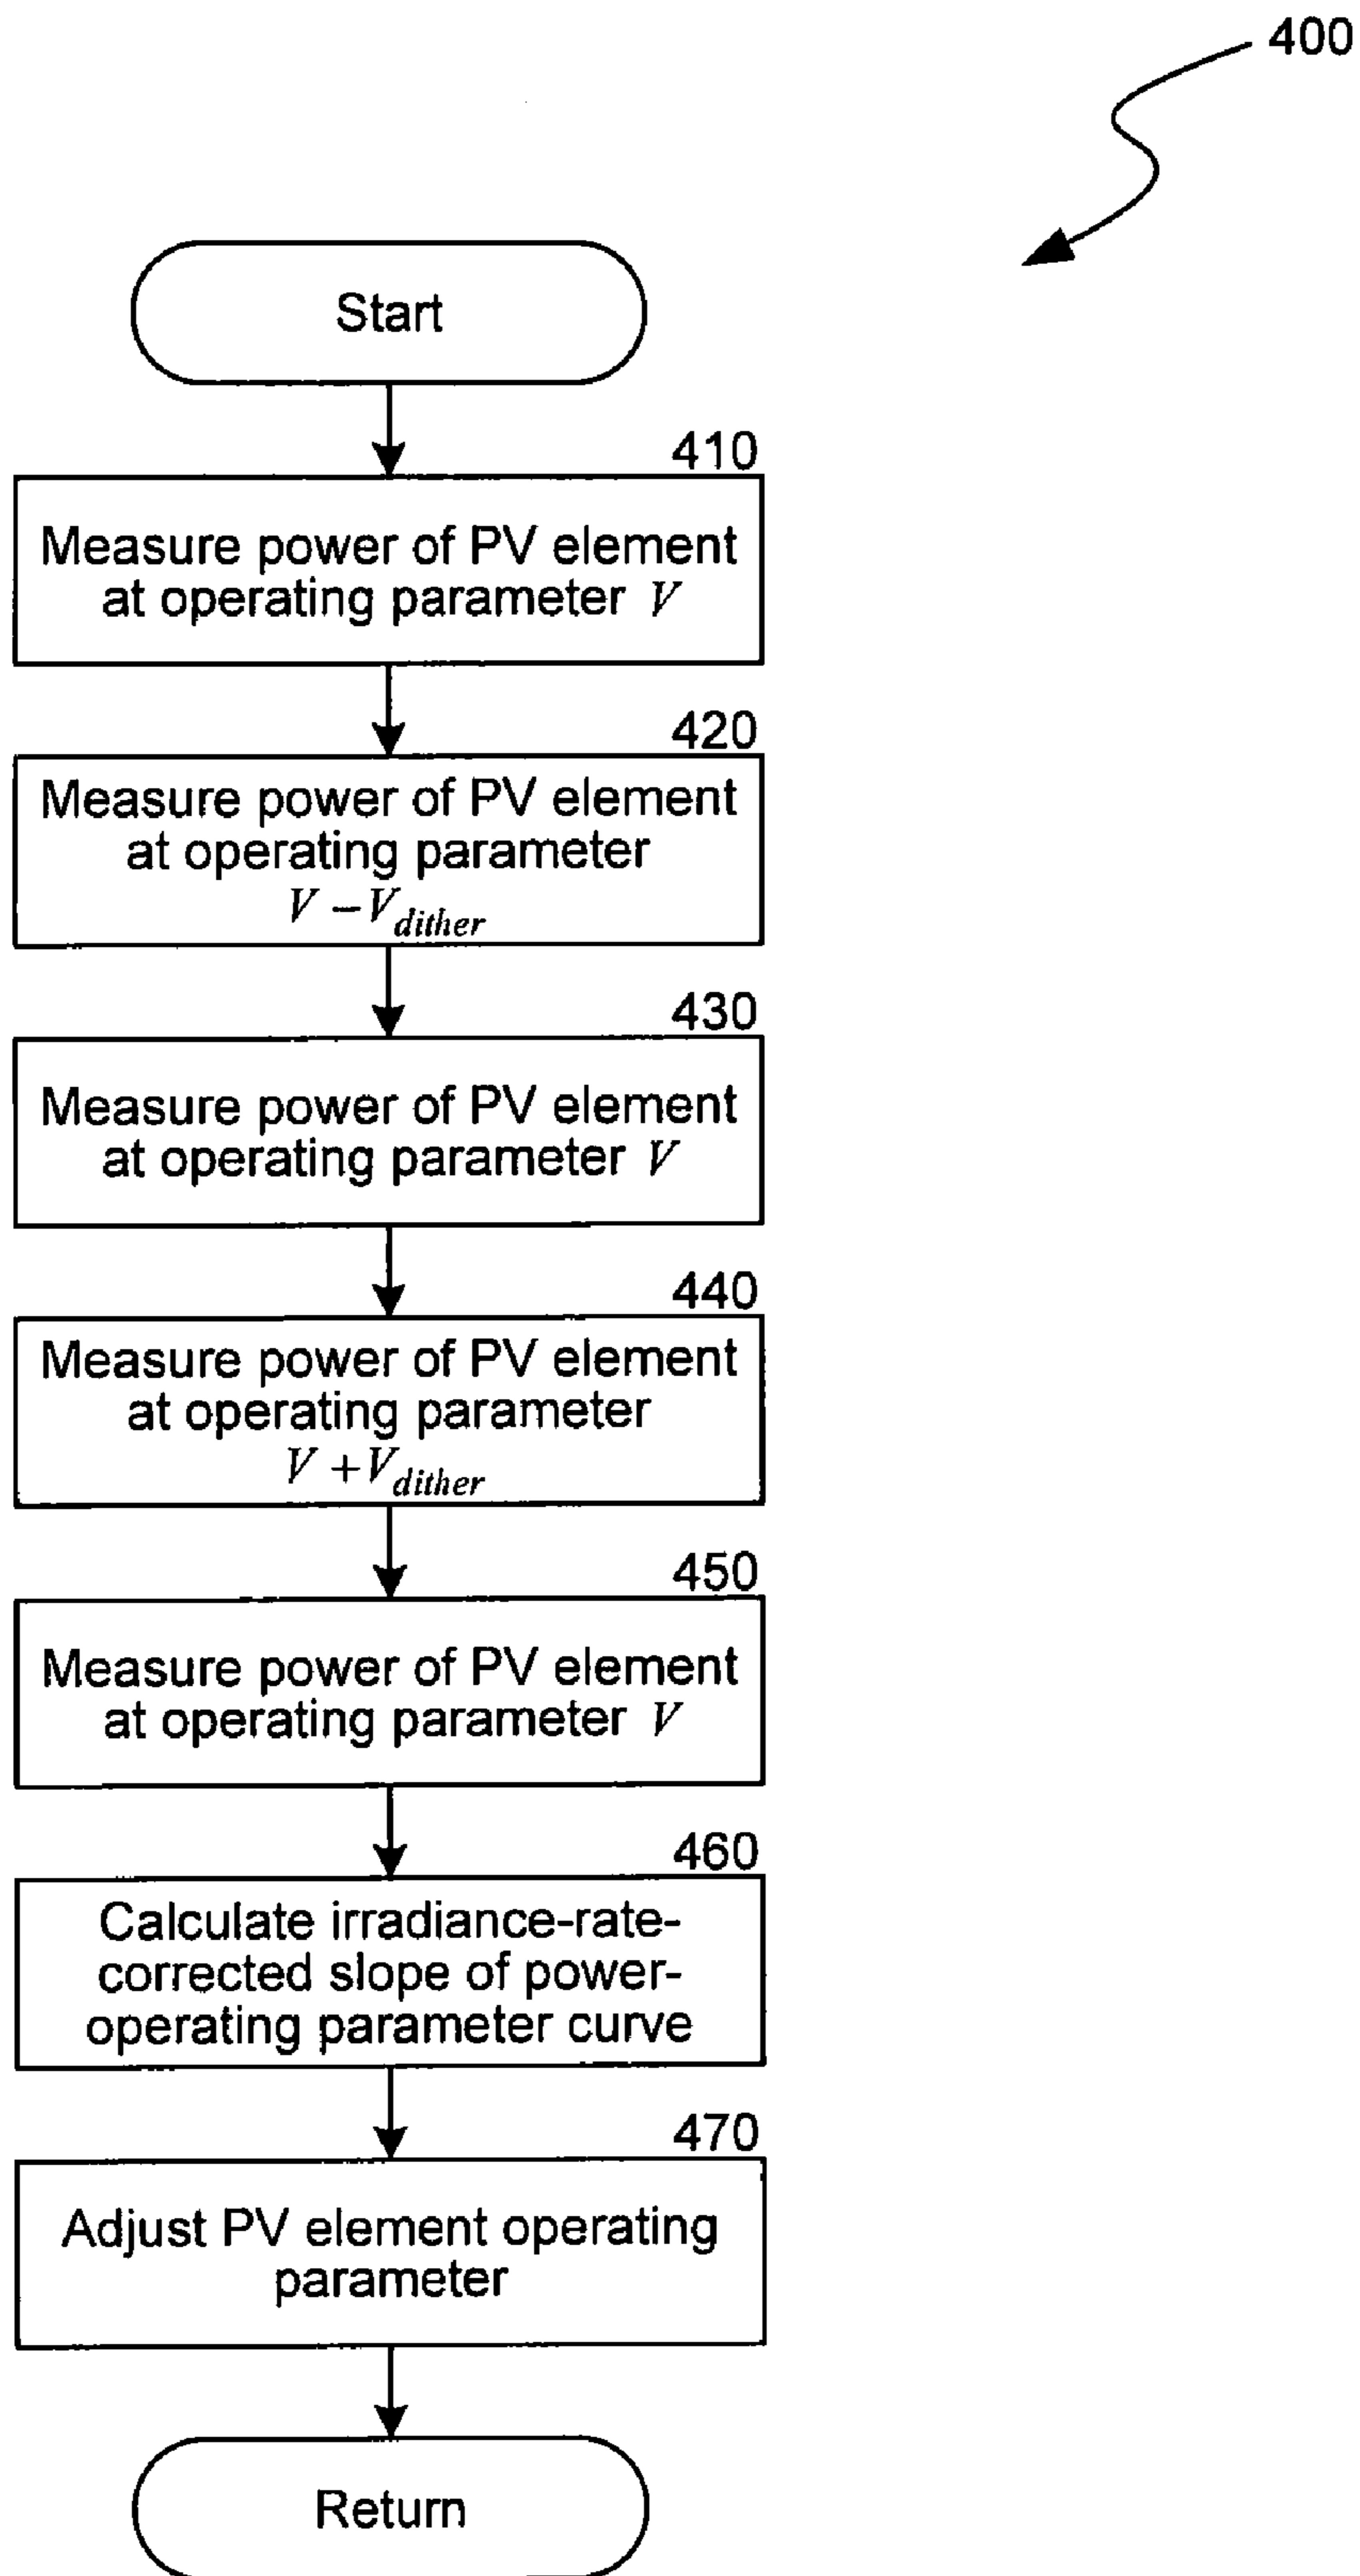 400
Start
410
Measure power of PV element
at operating parameter V
420
Measure power of PV element
at operating parameter
V − V_dither
430
Measure power of PV element
at operating parameter V
440
Measure power of PV element
at operating parameter
V + V_dither
450
Measure power of PV element
at operating parameter V
460
Calculate irradiance-rate-
corrected slope of power-
operating parameter curve
470
Adjust PV element operating
parameter
Return